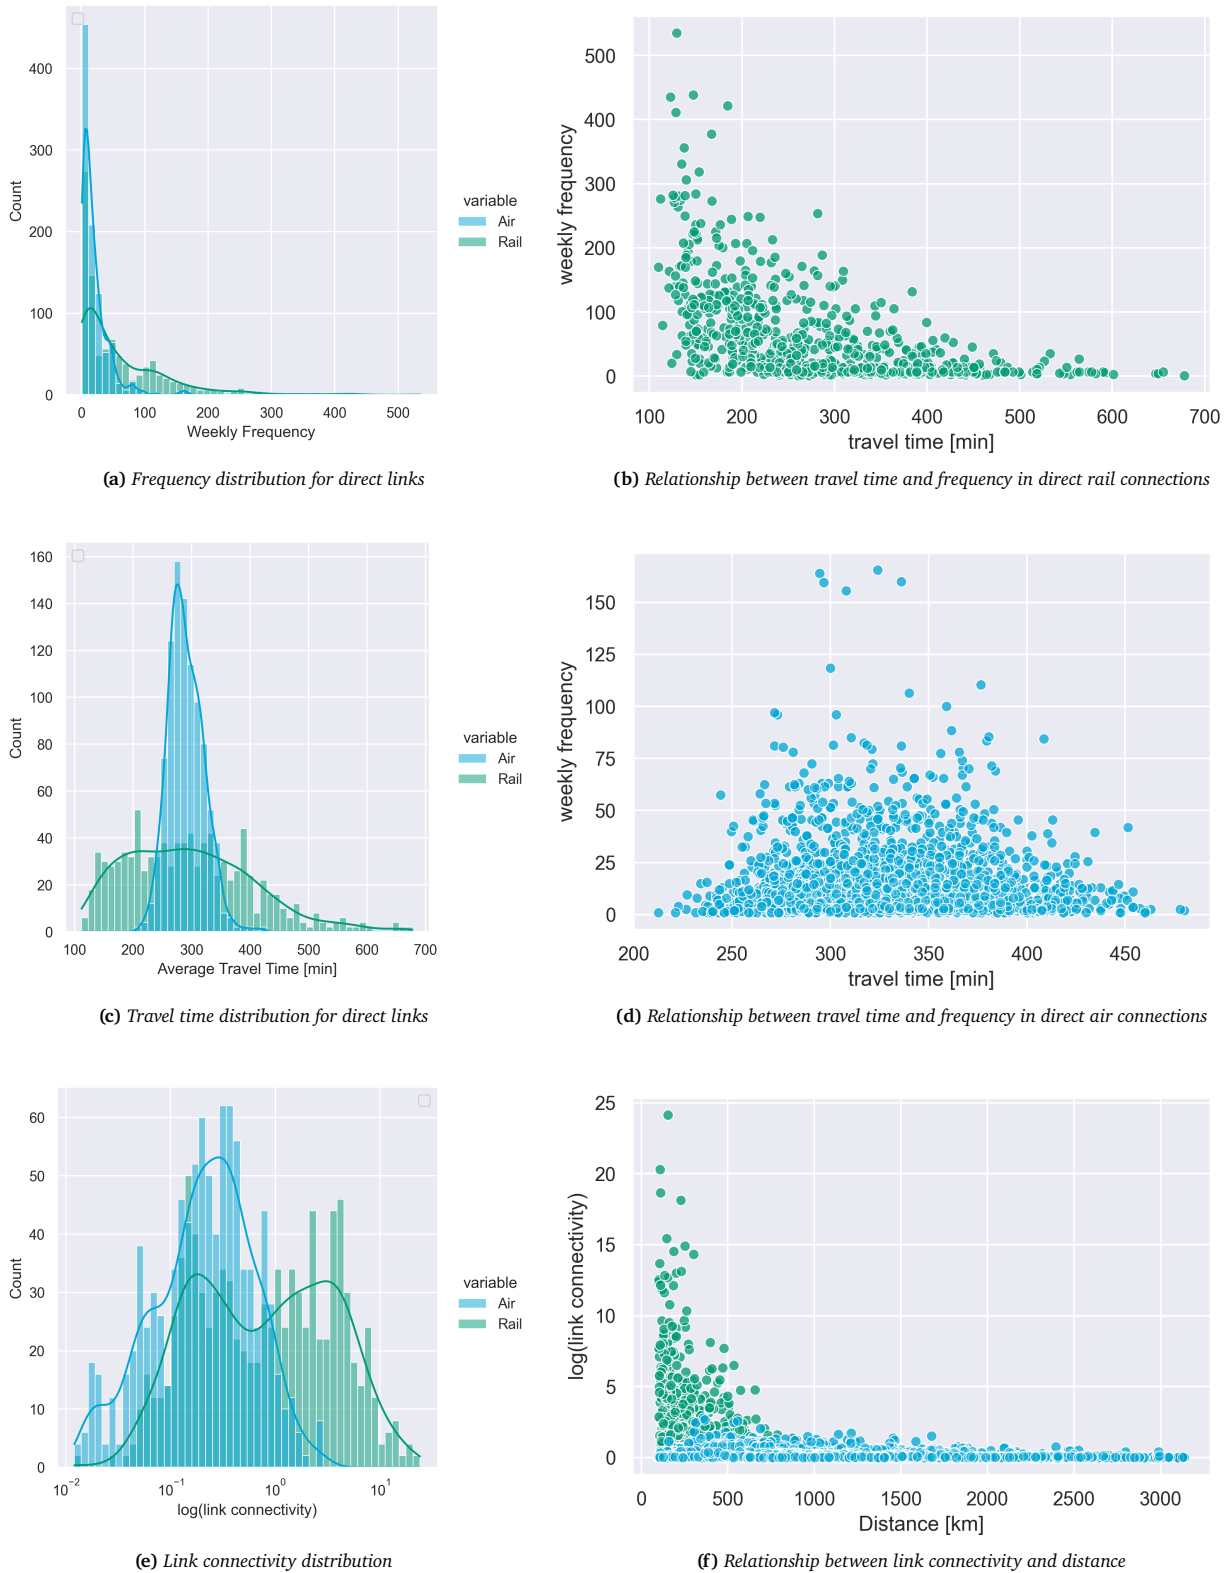 400
300
200
100
0
Count
0 100 200 300 400 500
Weekly Frequency
variable
Air
Rail
(a) Frequency distribution for direct links
500
400
300
200
100
0
weekly frequency
100 200 300 400 500 600 700
travel time [min]
(b) Relationship between travel time and frequency in direct rail connections
160
140
120
100
80
60
40
20
0
Count
100 200 300 400 500 600 700
Average Travel Time [min]
variable
Air
Rail
(c) Travel time distribution for direct links
150
125
100
75
50
25
0
weekly frequency
200 250 300 350 400 450
travel time [min]
(d) Relationship between travel time and frequency in direct air connections
60
50
40
30
20
10
0
Count
10⁻² 10⁻¹ 10⁰ 10¹
log(link connectivity)
variable
Air
Rail
(e) Link connectivity distribution
25
20
15
10
5
0
log(link connectivity)
0 500 1000 1500 2000 2500 3000
Distance [km]
(f) Relationship between link connectivity and distance